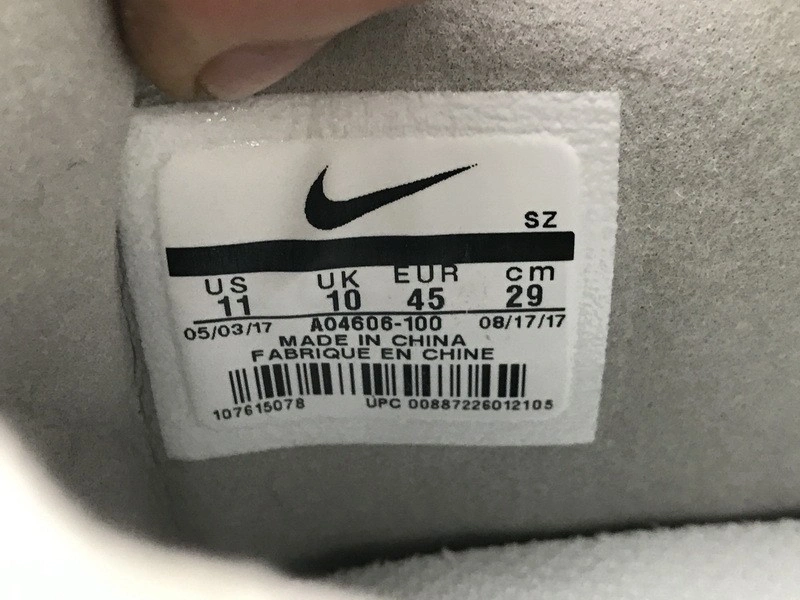 SZ
US UK EUR cm
11 10 45 29
05/03/17 AO4606-100 08/17/17
MADE IN CHINA
FABRIQUE EN CHINE
107615078 UPC 00887226012105